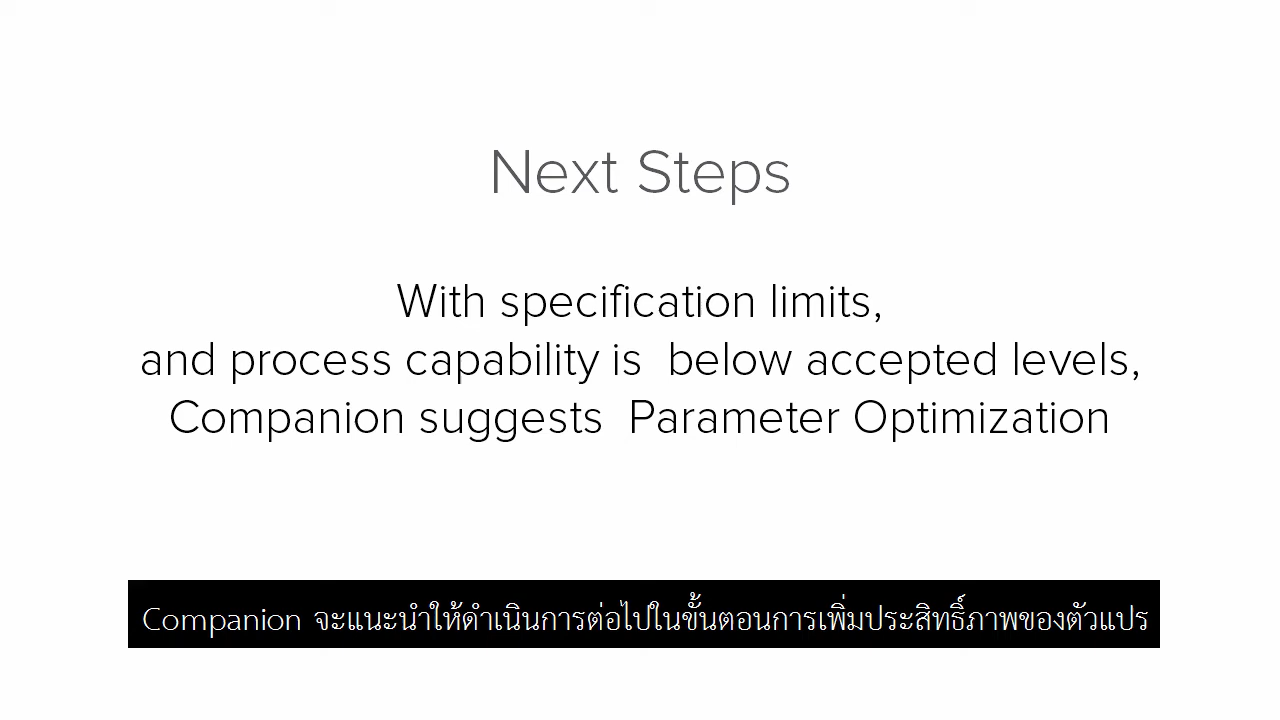 Next Steps
With specification limits,
and process capability is  below accepted levels,
Companion suggests  Parameter Optimization
Companion จะแนะนำให้ดำเนินการต่อไปในขั้นตอนการเพิ่มประสิทธิ์ภาพของตัวแปร